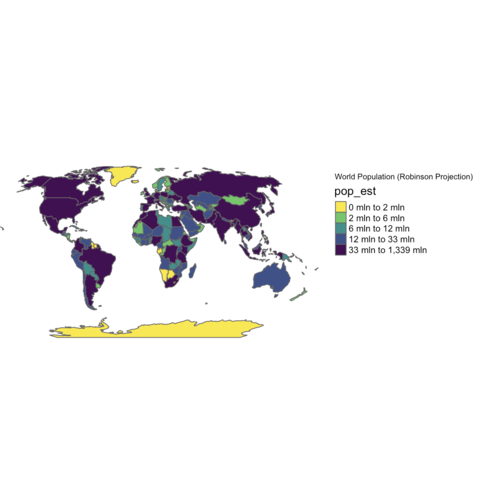 World Population (Robinson Projection)
pop_est
0 mln to 2 mln
2 mln to 6 mln
6 mln to 12 mln
12 mln to 33 mln
33 mln to 1,339 mln